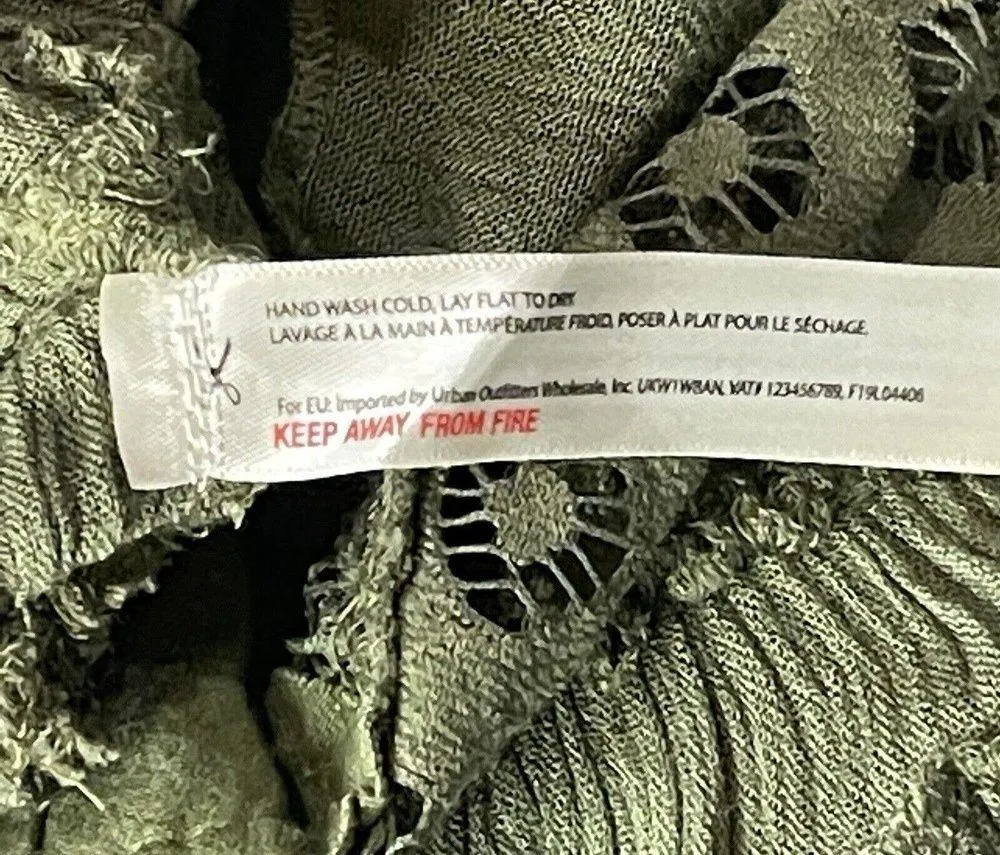 HAND WASH COLD, LAY FLAT TO DRY
LAVAGE À LA MAIN À TEMPÉRATURE FROID, POSER À PLAT POUR LE SÉCHAGE.
For EU: Imported by Urban Outfitters Wholesale, Inc. UKW1W8AN, VAT# 123456789, F19L04406
KEEP AWAY FROM FIRE